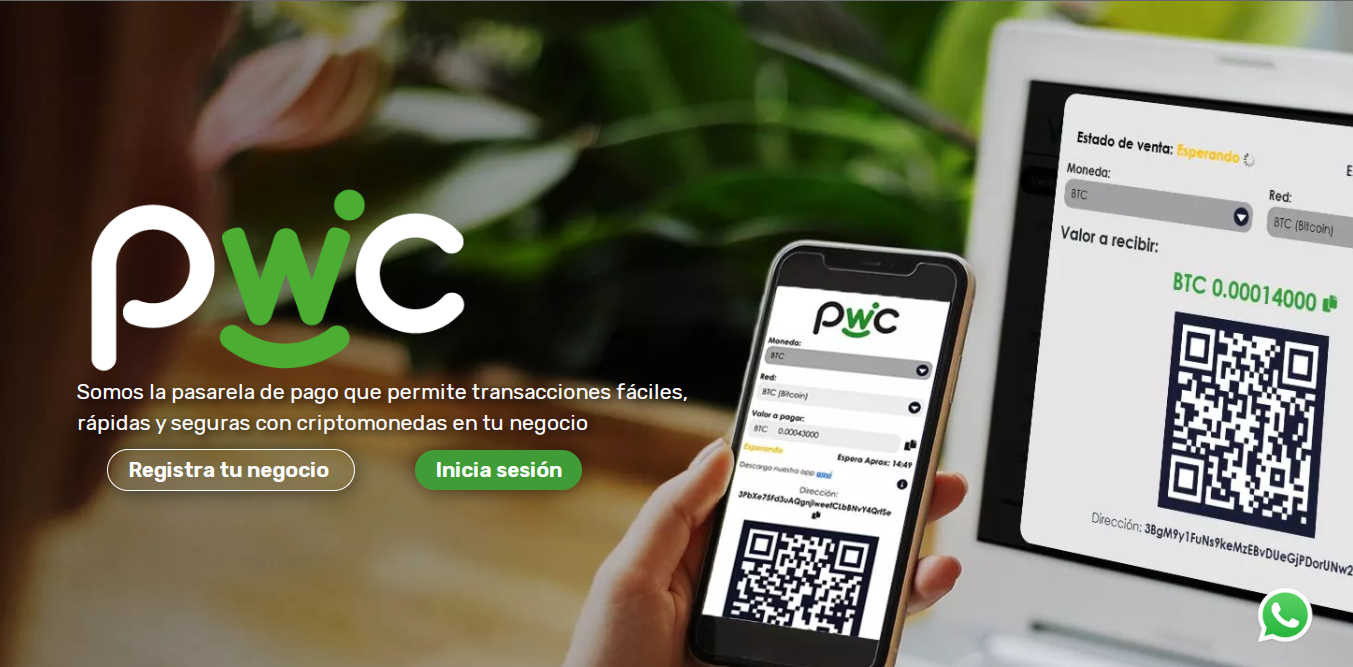 pwc
Somos la pasarela de pago que permite transacciones fáciles,
rápidas y seguras con criptomonedas en tu negocio
Registra tu negocio
Inicia sesión
pwc
Moneda:
BTC
Red:
BTC (Bitcoin)
Valor a pagar:
BTC 0.00043000
Esperando
Espera Aprox: 14:49
Descarga nuestra app aquí
Dirección:
Estado de venta: Esperando
Moneda:
BTC
Red:
BTC (Bitcoin)
Valor a recibir:
BTC 0.00014000
Dirección: 3BgM9y1FuNs9keMzEBvDUeGjPDorUNw2